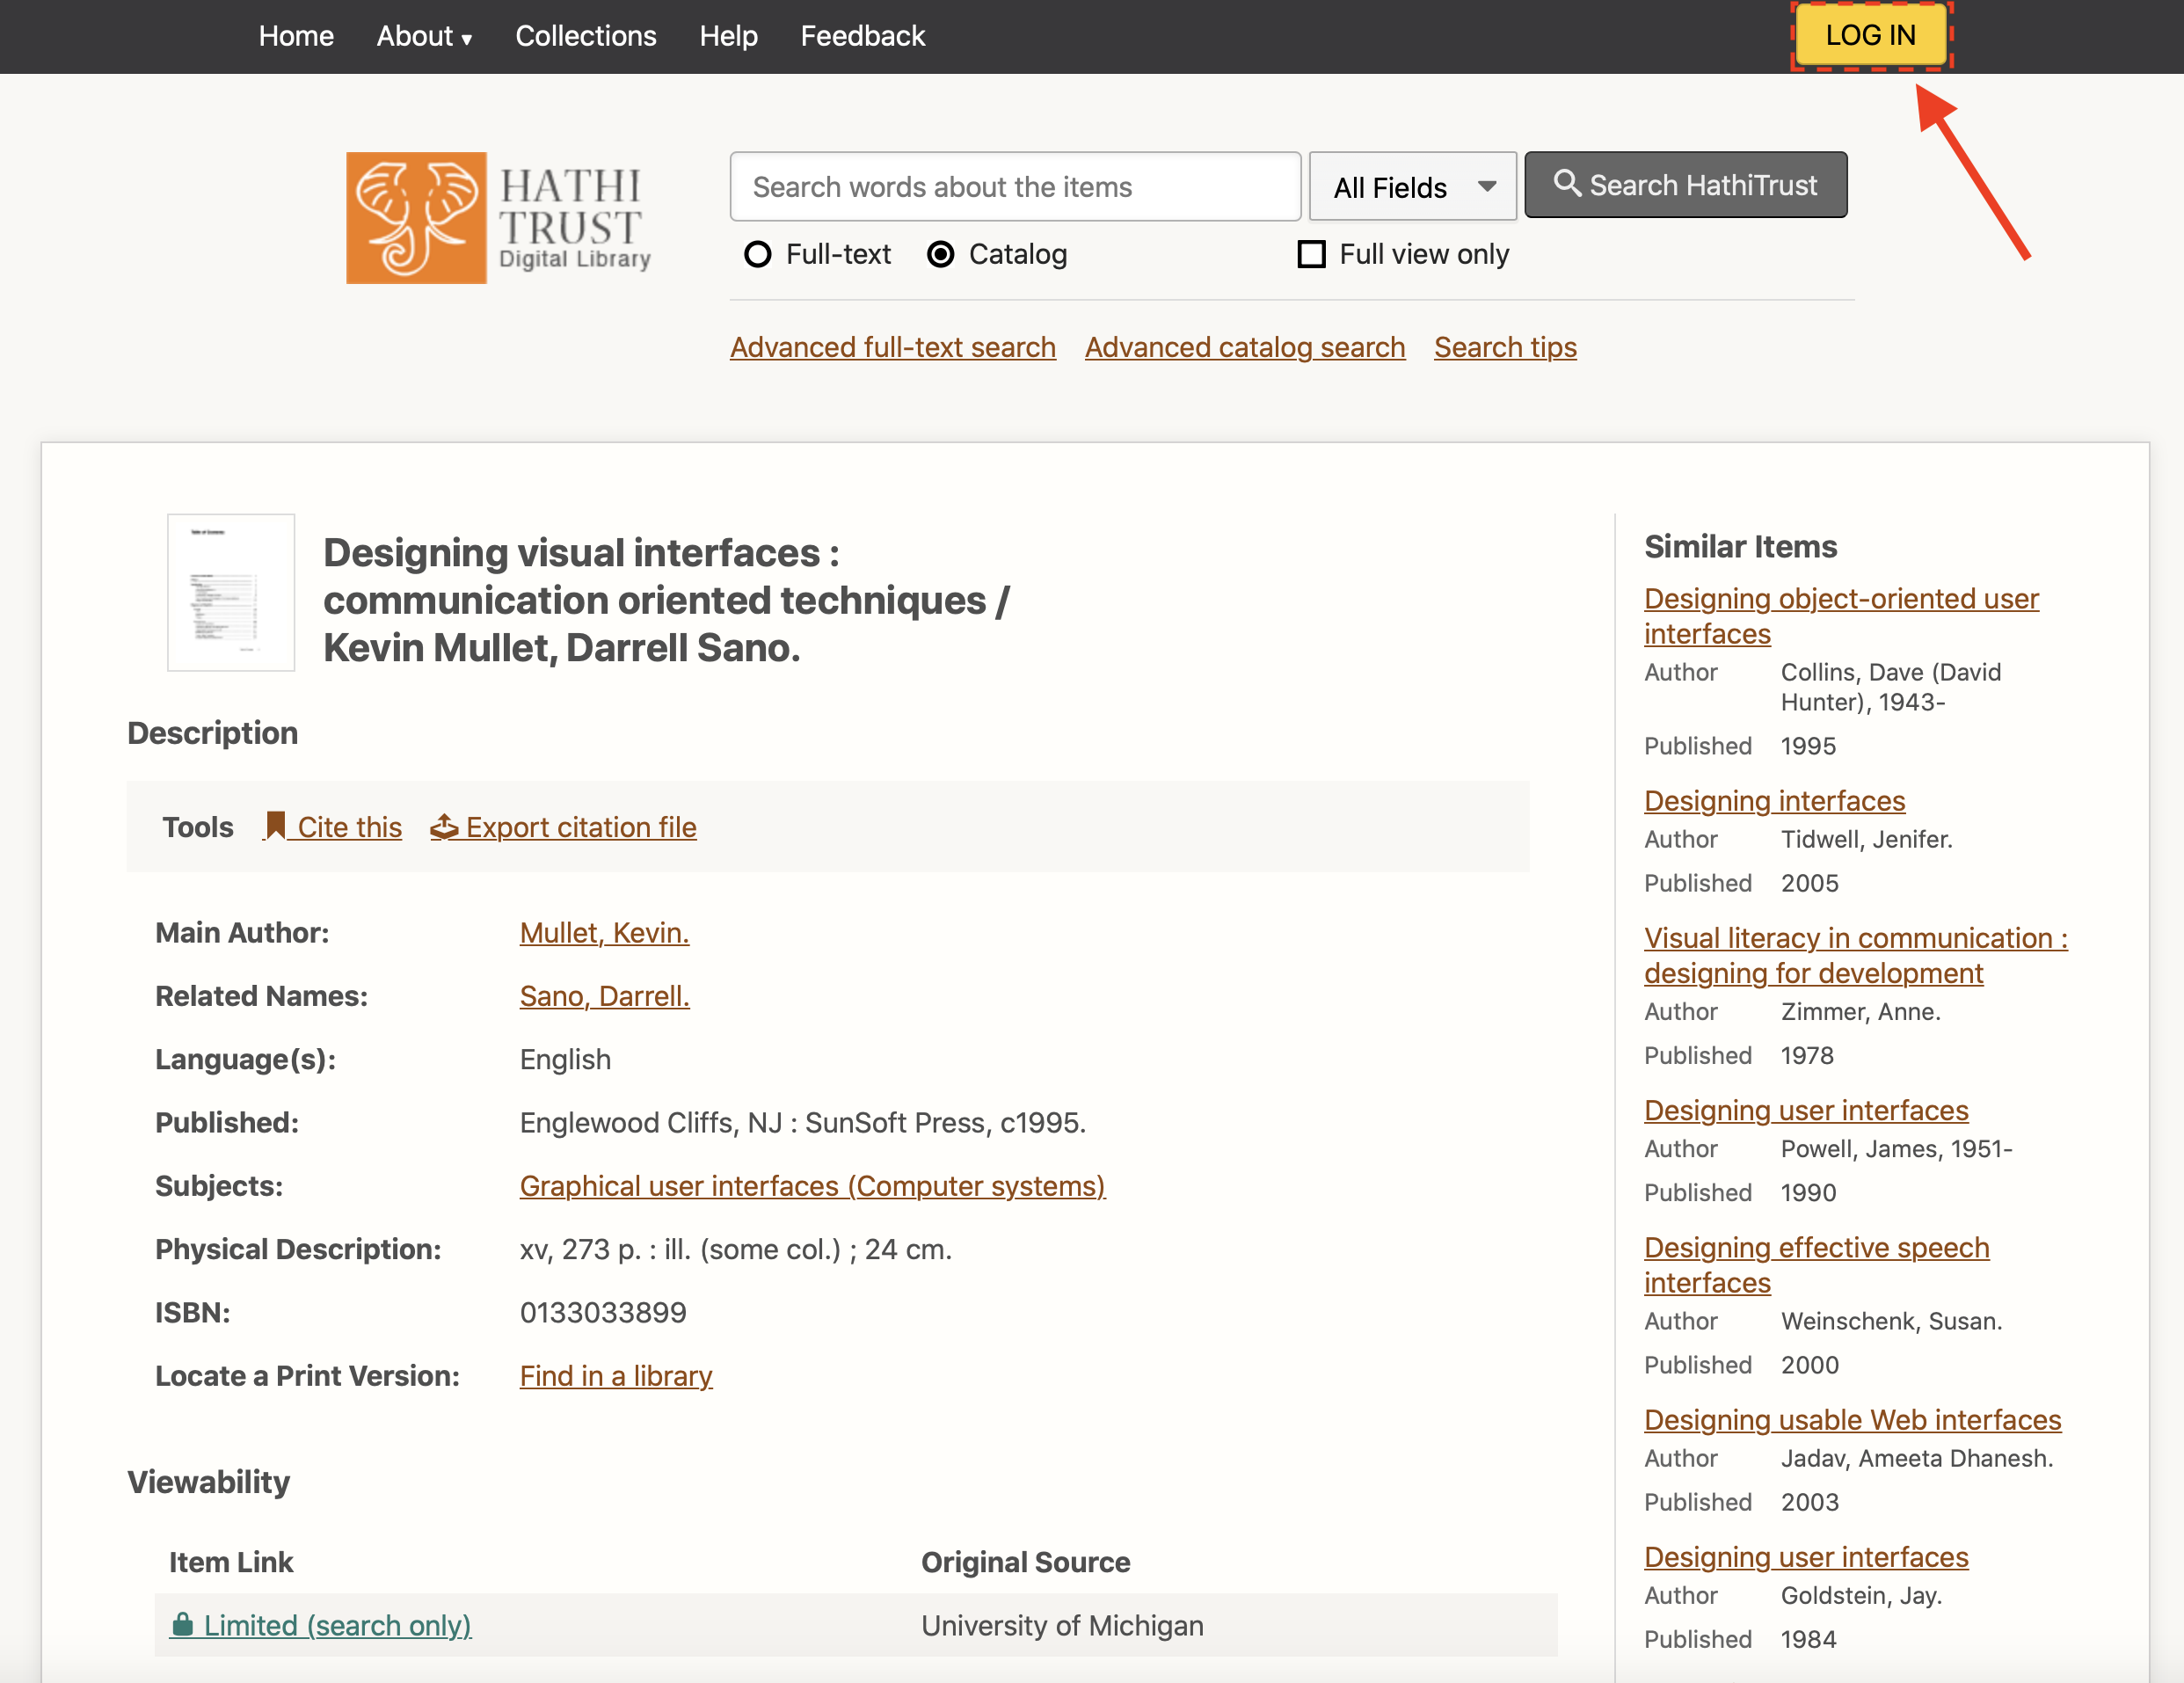 Home About ▾ Collections Help Feedback LOG IN
HATHI
TRUST
Digital Library
Search words about the items All Fields Search HathiTrust
Full-text Catalog Full view only
Advanced full-text search Advanced catalog search Search tips
Designing visual interfaces :
communication oriented techniques /
Kevin Mullet, Darrell Sano.
Description
Tools Cite this Export citation file
Main Author: Mullet, Kevin.
Related Names: Sano, Darrell.
Language(s): English
Published: Englewood Cliffs, NJ : SunSoft Press, c1995.
Subjects: Graphical user interfaces (Computer systems)
Physical Description: xv, 273 p. : ill. (some col.) ; 24 cm.
ISBN: 0133033899
Locate a Print Version: Find in a library
Viewability
Item Link Original Source
Limited (search only) University of Michigan
Similar Items
Designing object-oriented user
interfaces
Author Collins, Dave (David
Hunter), 1943-
Published 1995
Designing interfaces
Author Tidwell, Jenifer.
Published 2005
Visual literacy in communication :
designing for development
Author Zimmer, Anne.
Published 1978
Designing user interfaces
Author Powell, James, 1951-
Published 1990
Designing effective speech
interfaces
Author Weinschenk, Susan.
Published 2000
Designing usable Web interfaces
Author Jadav, Ameeta Dhanesh.
Published 2003
Designing user interfaces
Author Goldstein, Jay.
Published 1984